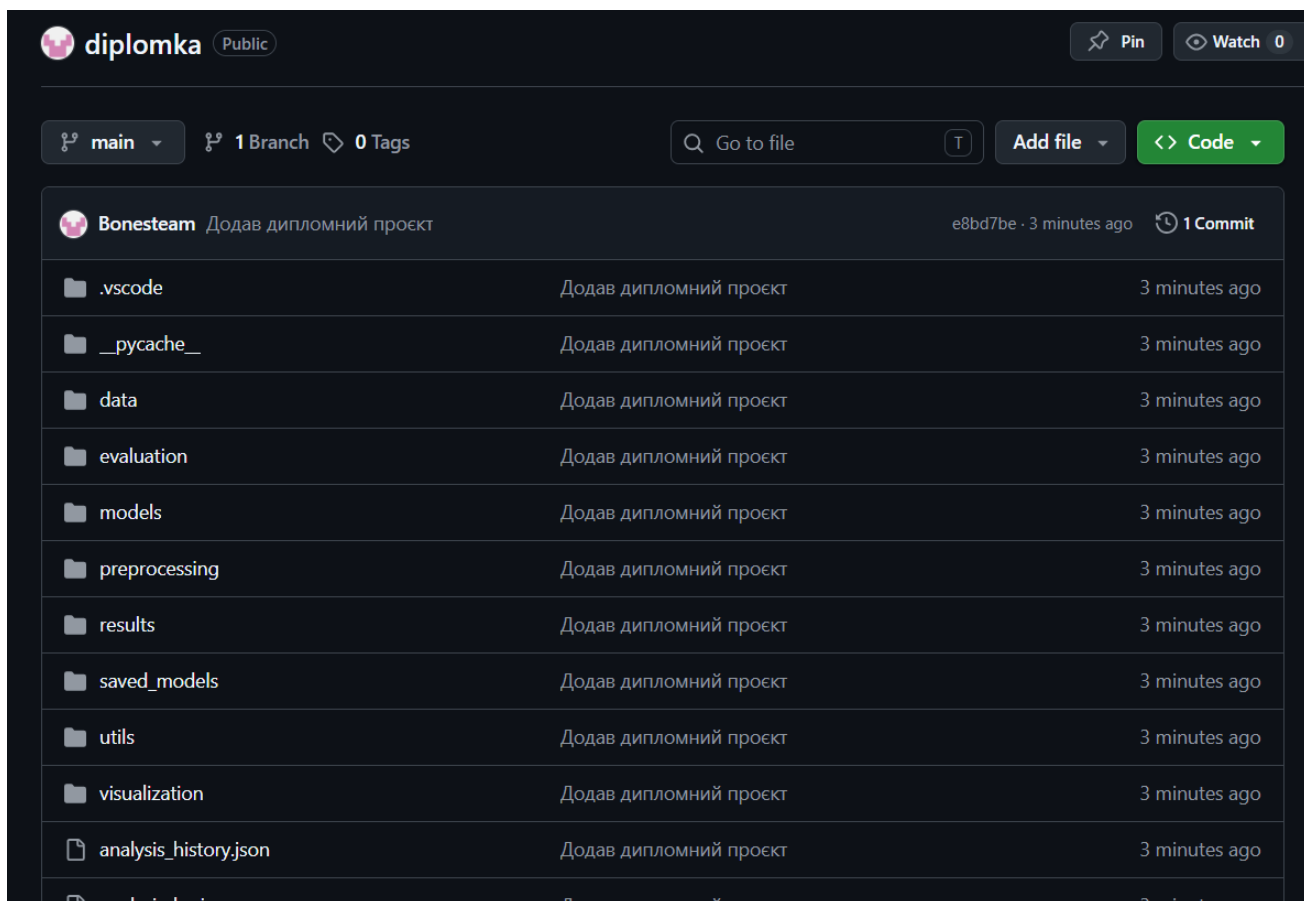 diplomka Public Pin Watch 0
main 1 Branch 0 Tags Go to file T Add file Code
Bonesteam Додав дипломний проєкт e8bd7be · 3 minutes ago 1 Commit
.vscode Додав дипломний проєкт 3 minutes ago
__pycache__ Додав дипломний проєкт 3 minutes ago
data Додав дипломний проєкт 3 minutes ago
evaluation Додав дипломний проєкт 3 minutes ago
models Додав дипломний проєкт 3 minutes ago
preprocessing Додав дипломний проєкт 3 minutes ago
results Додав дипломний проєкт 3 minutes ago
saved_models Додав дипломний проєкт 3 minutes ago
utils Додав дипломний проєкт 3 minutes ago
visualization Додав дипломний проєкт 3 minutes ago
analysis_history.json Додав дипломний проєкт 3 minutes ago